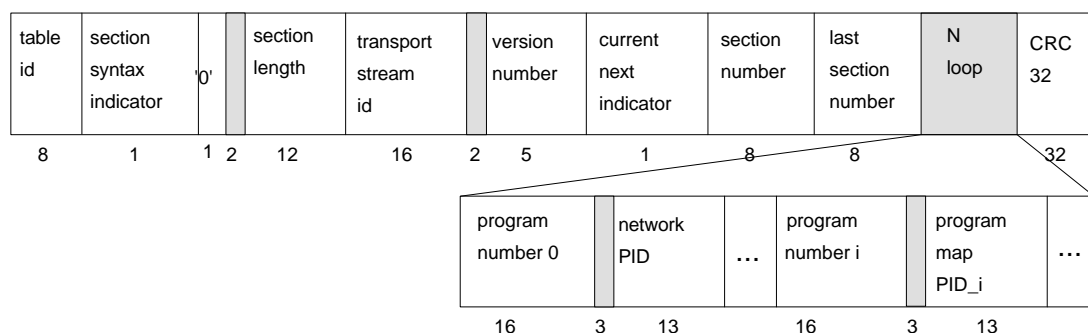 table
id
section
syntax
indicator
'0'
section
length
transport
stream
id
version
number
current
next
indicator
section
number
last
section
number
N
loop
CRC
32
8
1
1
2
12
16
2
5
1
8
8
32
program
number 0
network
PID
...
program
number i
program
map
PID_i
...
16
3
13
16
3
13